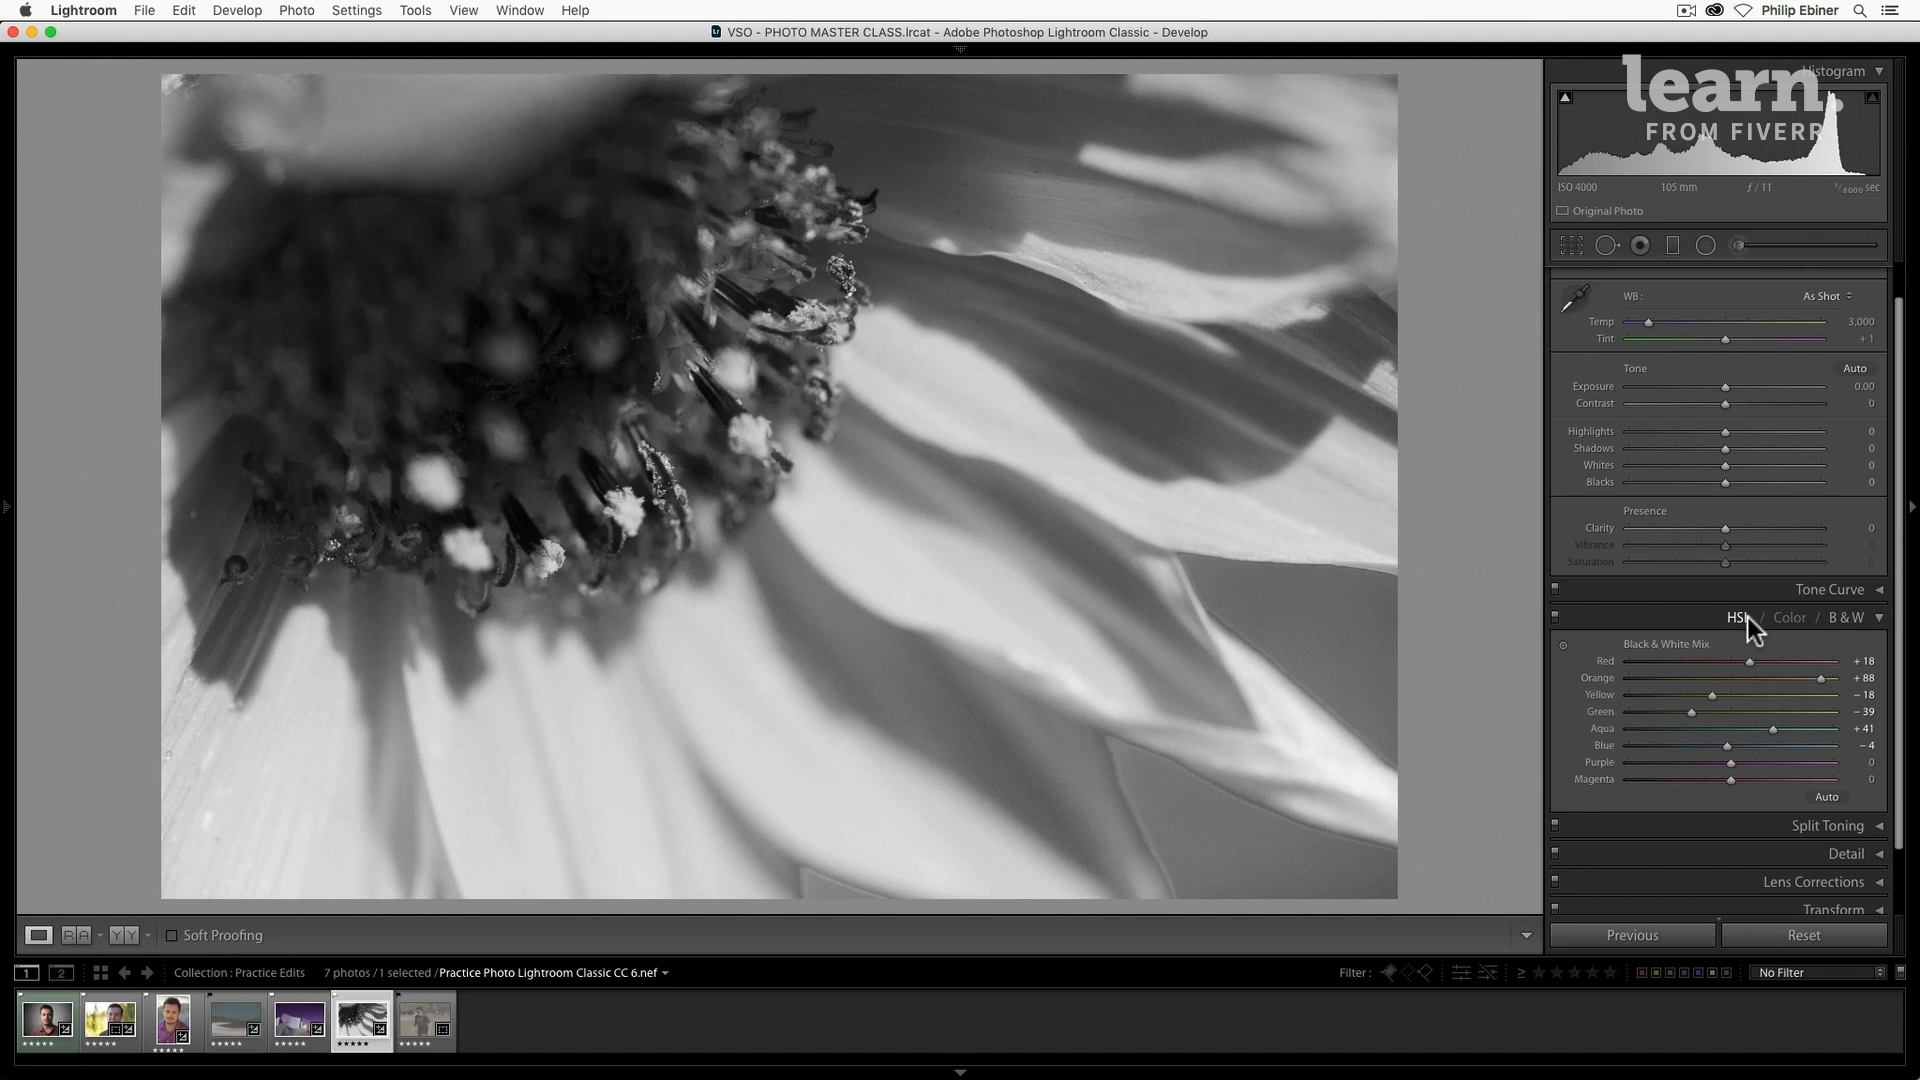 Lightroom File Edit Develop Photo Settings Tools View Window Help Philip Ebiner
Lr VSO - PHOTO MASTER CLASS.lrcat - Adobe Photoshop Lightroom Classic - Develop
Histogram
learn.
FROM FIVERR
ISO 4000 105 mm ƒ / 11 1/8000 sec
Original Photo
WB : As Shot
Temp 3,000
Tint + 1
Tone Auto
Exposure 0.00
Contrast 0
Highlights 0
Shadows 0
Whites 0
Blacks 0
Presence
Clarity 0
Vibrance 0
Saturation 0
Tone Curve
HSL / Color / B & W
Black & White Mix
Red + 18
Orange + 88
Yellow – 18
Green – 39
Aqua + 41
Blue – 4
Purple 0
Magenta 0
Auto
Split Toning
Detail
Lens Corrections
Transform
R A Y Y Soft Proofing Previous Reset
1 2 Collection : Practice Edits 7 photos / 1 selected / Practice Photo Lightroom Classic CC 6.nef Filter : ≥ ★★★★★ No Filter